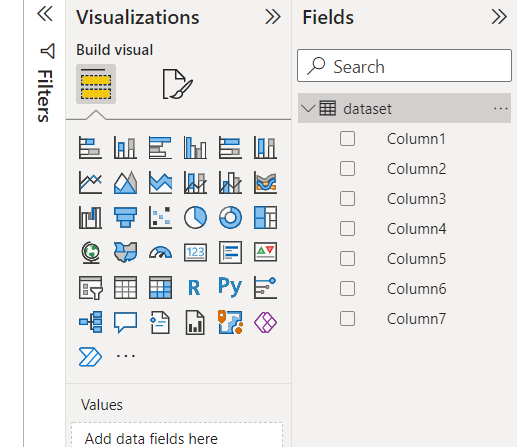 Filters
Visualizations
Build visual
123
R
Py
Values
Add data fields here
Fields
Search
dataset
Column1
Column2
Column3
Column4
Column5
Column6
Column7